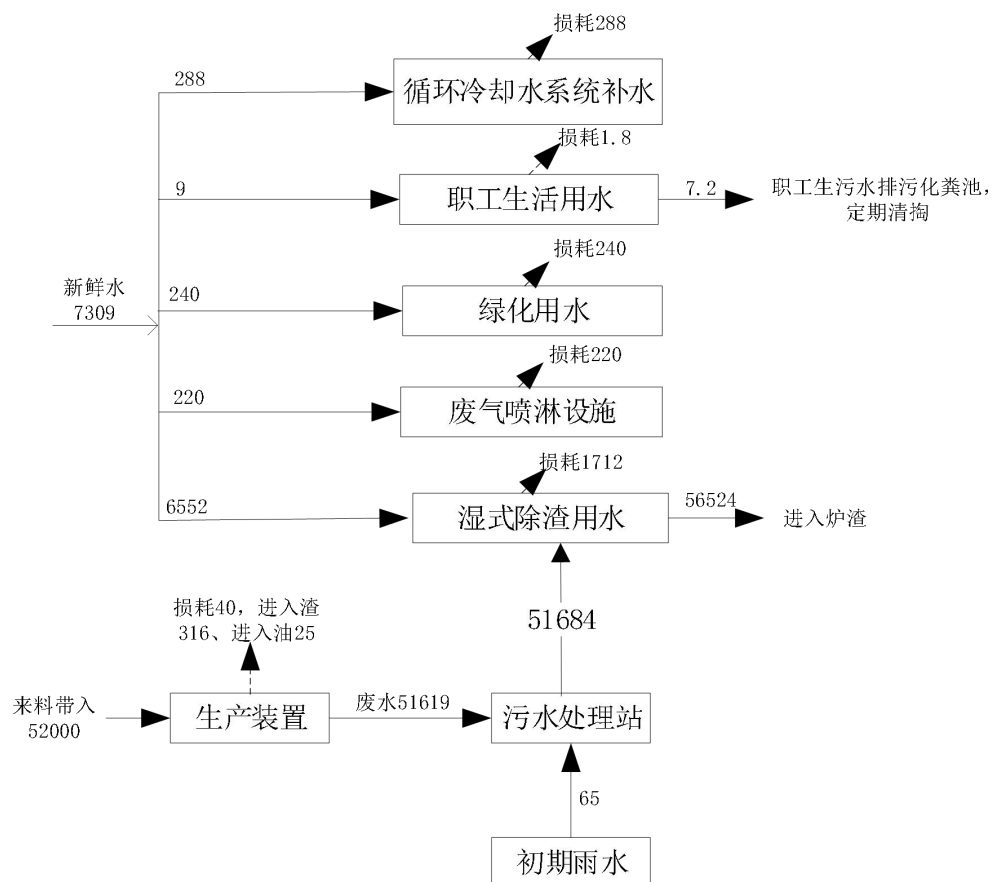 损耗288
288
循环冷却水系统补水
损耗1.8
9
职工生活用水
7.2
职工生污水排污化粪池，
定期清掏
损耗240
新鲜水
7309
240
绿化用水
损耗220
220
废气喷淋设施
损耗1712
6552
湿式除渣用水
56524
进入炉渣
51684
损耗40，进入渣
316、进入油25
来料带入
52000
生产装置
废水51619
污水处理站
65
初期雨水